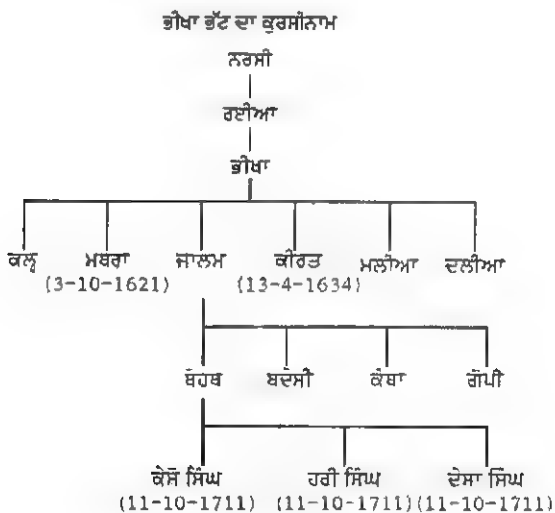 ਭੀਖਾ ਭੱਟ ਦਾ ਕੁਰਸੀਨਾਮ
ਨਰਸੀ
ਰਈਆ
ਭੀਖਾ
ਕਲ੍ਹ ਮਥਰਾ ਜਾਲਮ ਕੀਰਤ ਮਲੀਆ ਦਲੀਆ
(3-10-1621) (13-4-1634)
ਬੋਹਥ ਬਦੇਸੀ ਕੰਬਾ ਗੋਪੀ
ਕੇਸੋ ਸਿੰਘ ਹਰੀ ਸਿੰਘ ਦੇਸਾ ਸਿੰਘ
(11-10-1711) (11-10-1711) (11-10-1711)